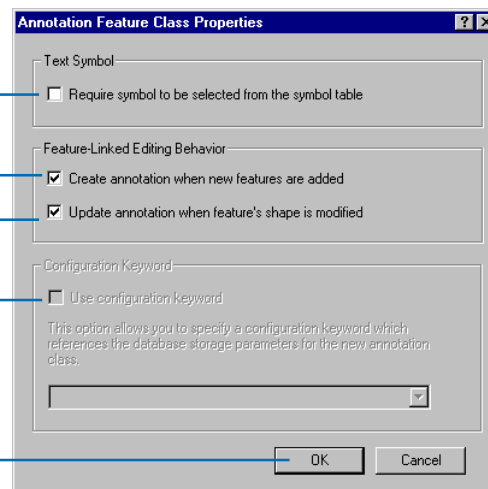 Annotation Feature Class Properties
Text Symbol
Require symbol to be selected from the symbol table
Feature-Linked Editing Behavior
Create annotation when new features are added
Update annotation when feature's shape is modified
Configuration Keyword
Use configuration keyword
This option allows you to specify a configuration keyword which
references the database storage parameters for the new annotation
class.
OK Cancel